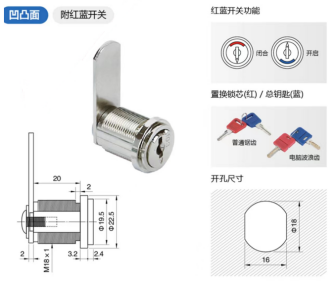 凹凸面 附红蓝开关
红蓝开关功能
闭合 开启
置换锁芯(红) / 总钥匙(蓝)
普通锯齿
电脑波浪齿
开孔尺寸
20
2
Φ19.5
Φ22.5
2
M18×1
3.2
2.4
Φ18
16